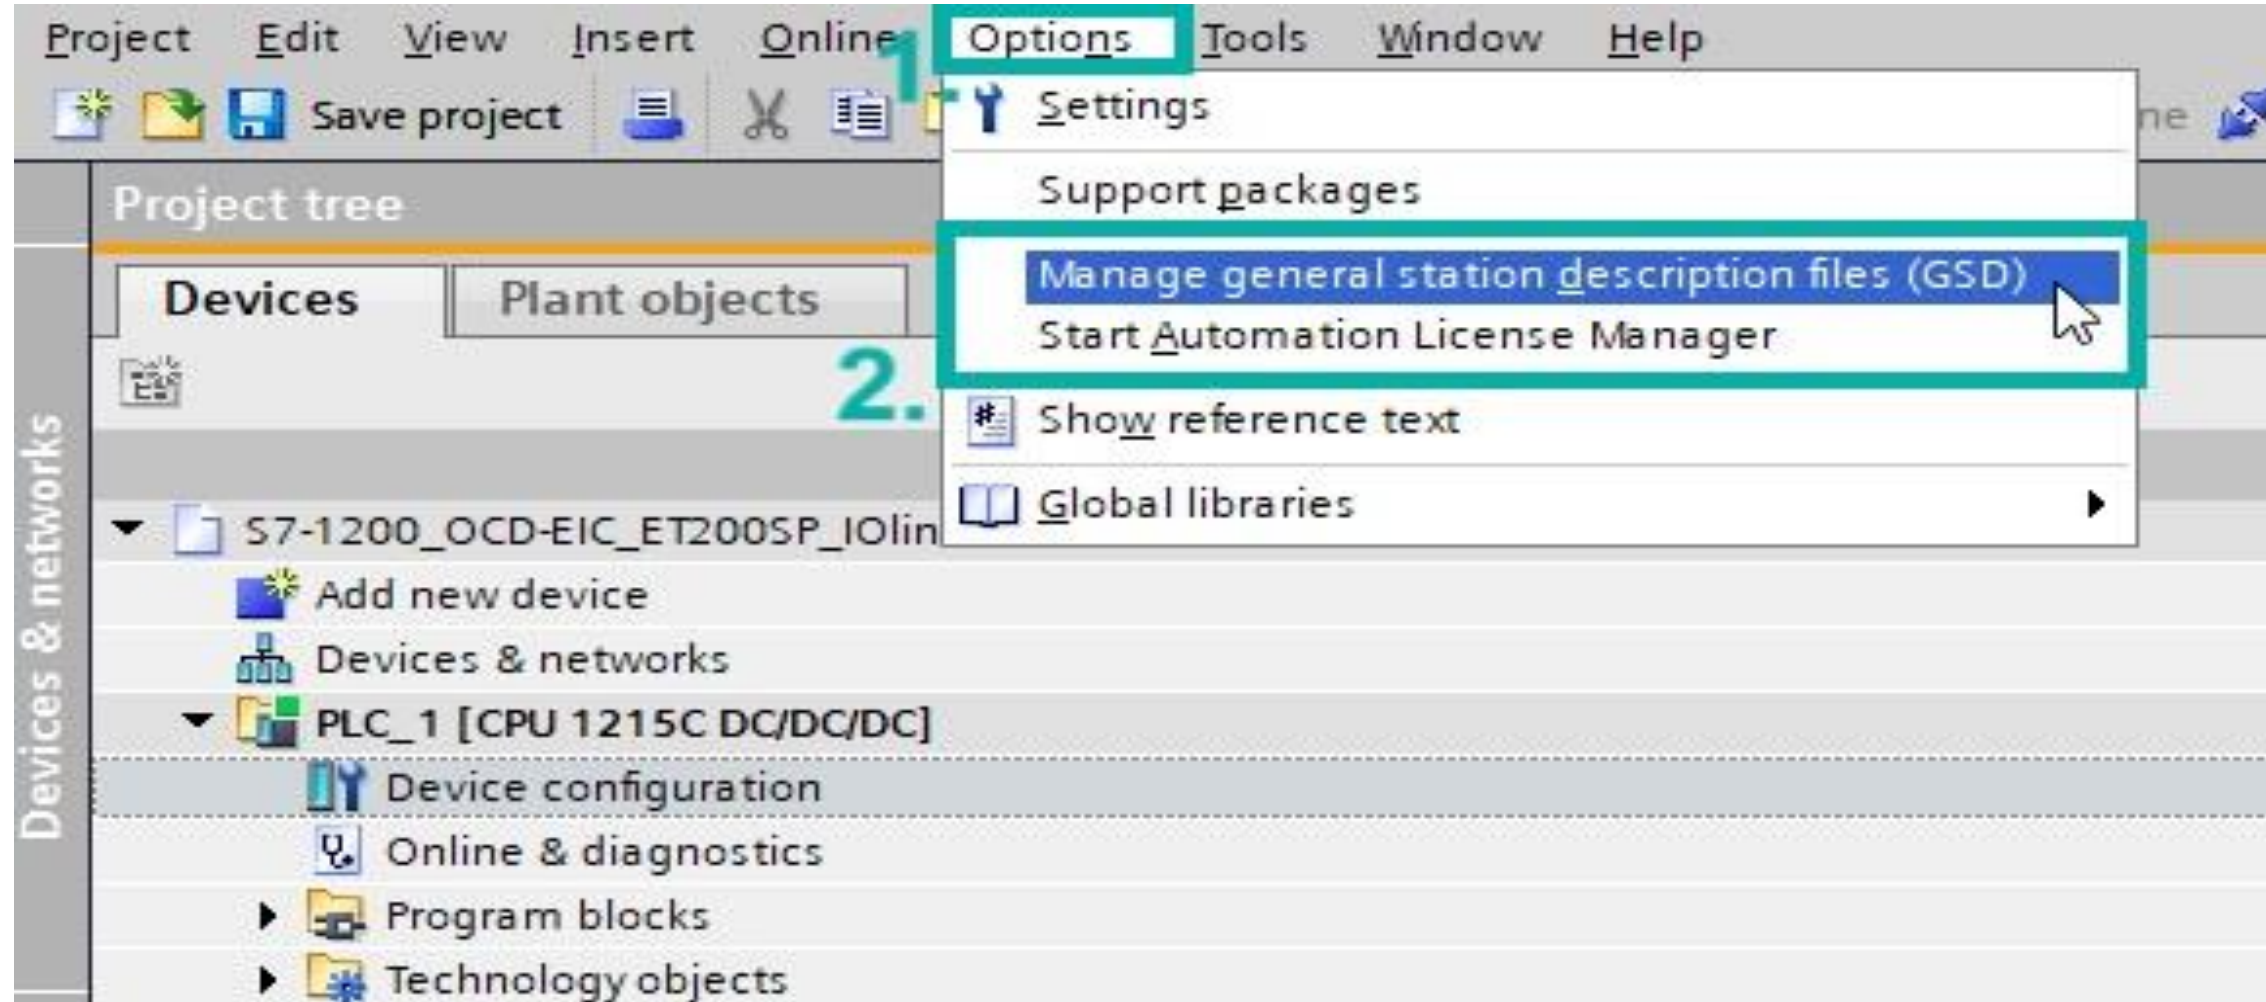 Project Edit View Insert Online Options Tools Window Help
1.
Save project
ne
Settings
Support packages
Manage general station description files (GSD)
Start Automation License Manager
2.
Show reference text
Global libraries
Project tree
Devices Plant objects
Devices & networks
S7-1200_OCD-EIC_ET200SP_IOlin
Add new device
Devices & networks
PLC_1 [CPU 1215C DC/DC/DC]
Device configuration
Online & diagnostics
Program blocks
Technology objects